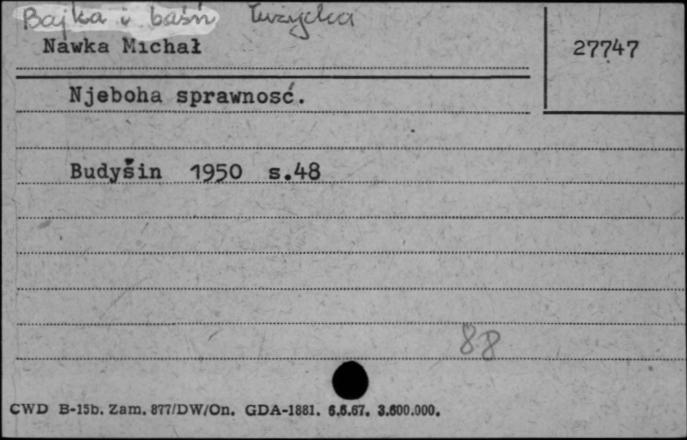 Bajka i baśń łużycka
Nawka Michał
27747
Njeboha sprawnosć.
Budyšin 1950 s.48
88
CWD B-15b. Zam. 877/DW/On. GDA-1881. 6.6.67. 3.600.000.